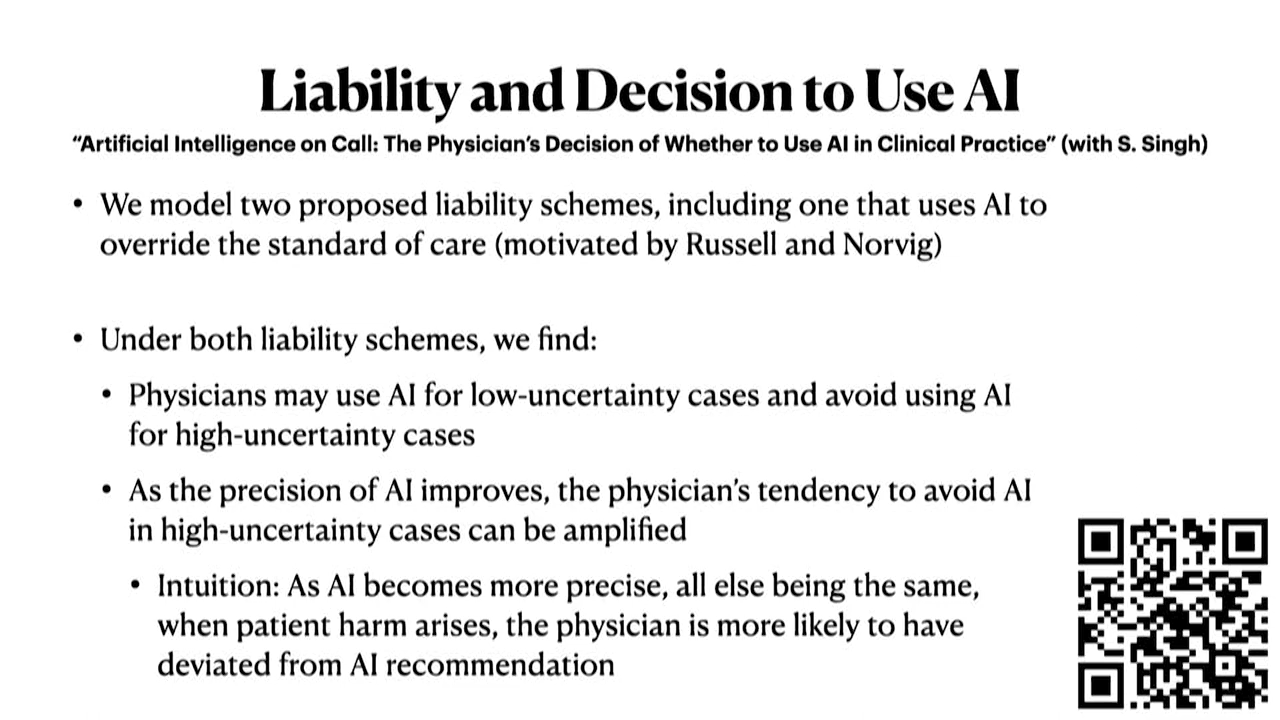 Liability and Decision to Use AI
“Artificial Intelligence on Call: The Physician’s Decision of Whether to Use AI in Clinical Practice” (with S. Singh)
• We model two proposed liability schemes, including one that uses AI to
override the standard of care (motivated by Russell and Norvig)
• Under both liability schemes, we find:
• Physicians may use AI for low-uncertainty cases and avoid using AI
for high-uncertainty cases
• As the precision of AI improves, the physician’s tendency to avoid AI
in high-uncertainty cases can be amplified
• Intuition: As AI becomes more precise, all else being the same,
when patient harm arises, the physician is more likely to have
deviated from AI recommendation